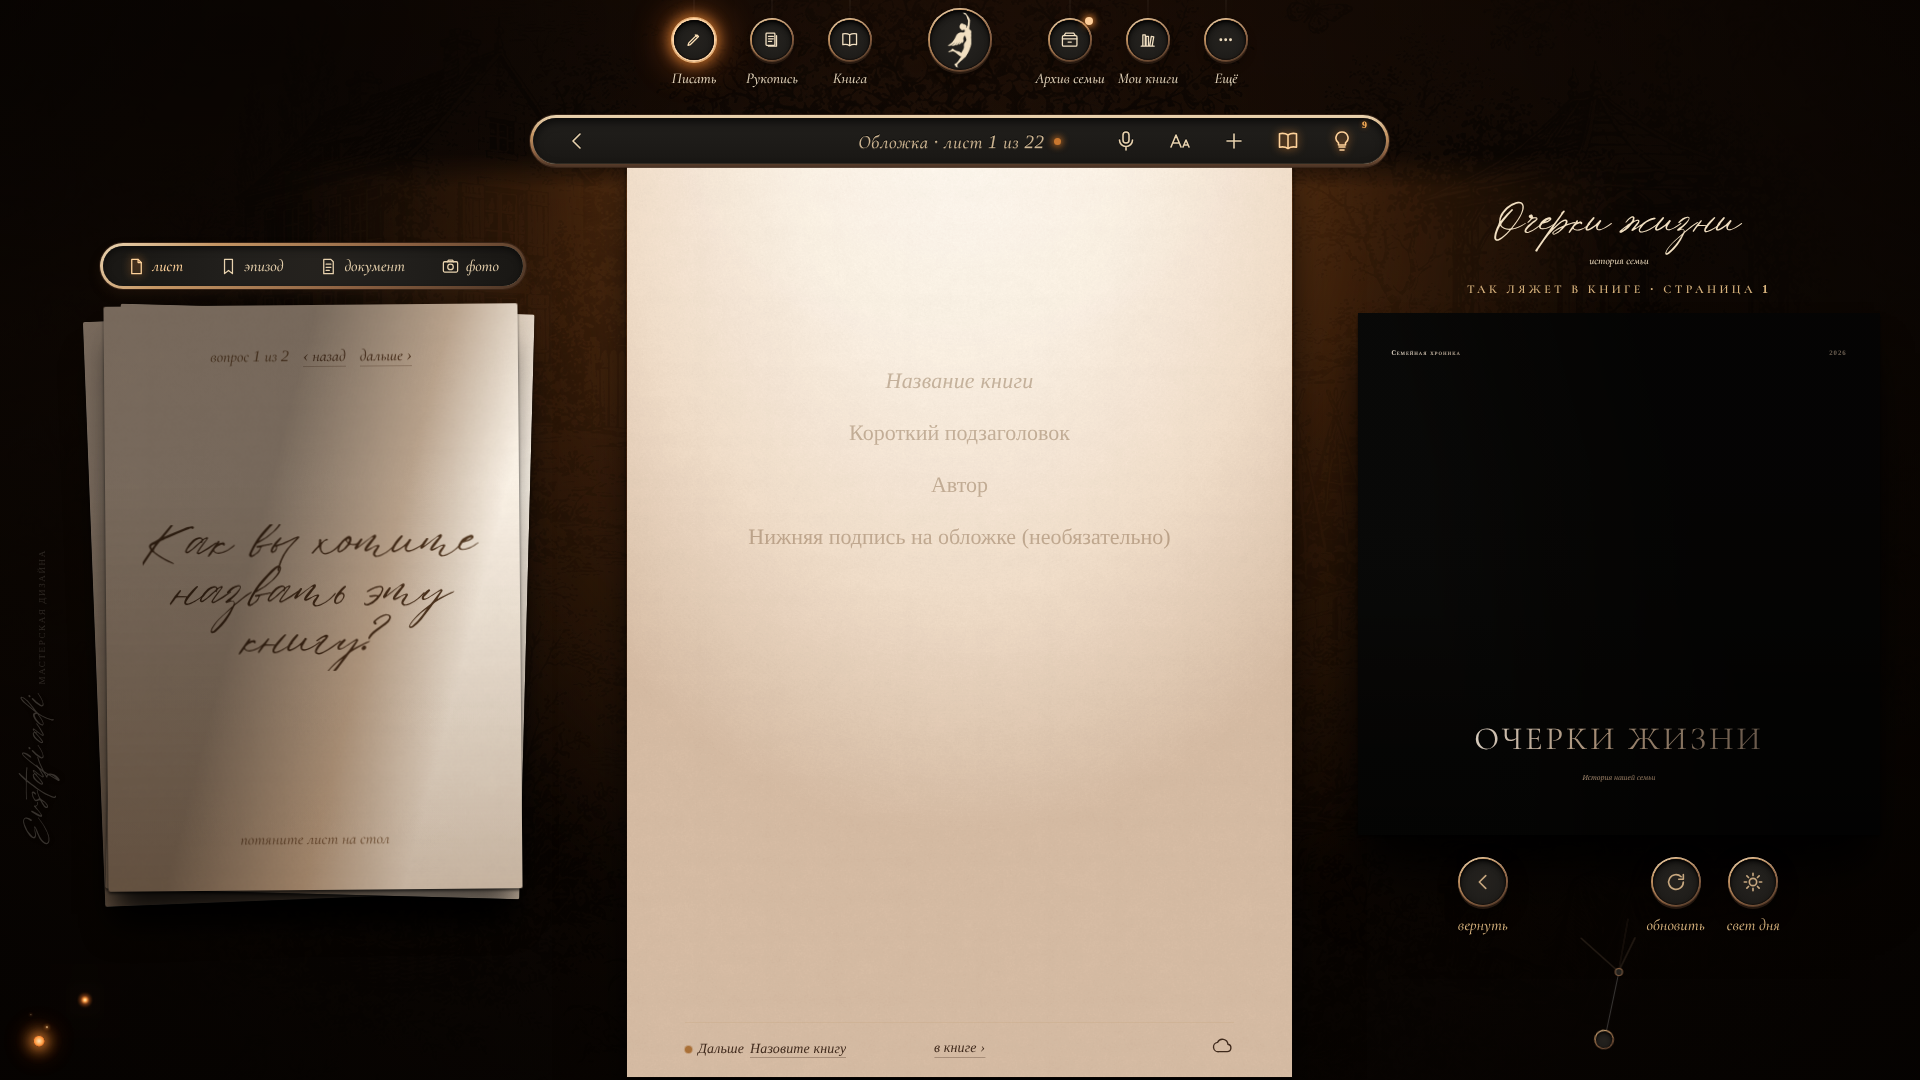 Писать
Рукопись
Книга
Архив семьи
Мои книги
Ещё
Обложка · лист 1 из 22
9
лист
эпизод
документ
фото
вопрос 1 из 2 ‹ назад дальше ›
Как вы хотите
назвать эту
книгу?
потяните лист на стол
Evstafiadi МАСТЕРСКАЯ ДИЗАЙНА
Название книги
Короткий подзаголовок
Автор
Нижняя подпись на обложке (необязательно)
Дальше Назовите книгу
в книге ›
Очерки жизни
история семьи
ТАК ЛЯЖЕТ В КНИГЕ · СТРАНИЦА 1
Семейная хроника
2026
ОЧЕРКИ ЖИЗНИ
История нашей семьи
вернуть
обновить
свет дня